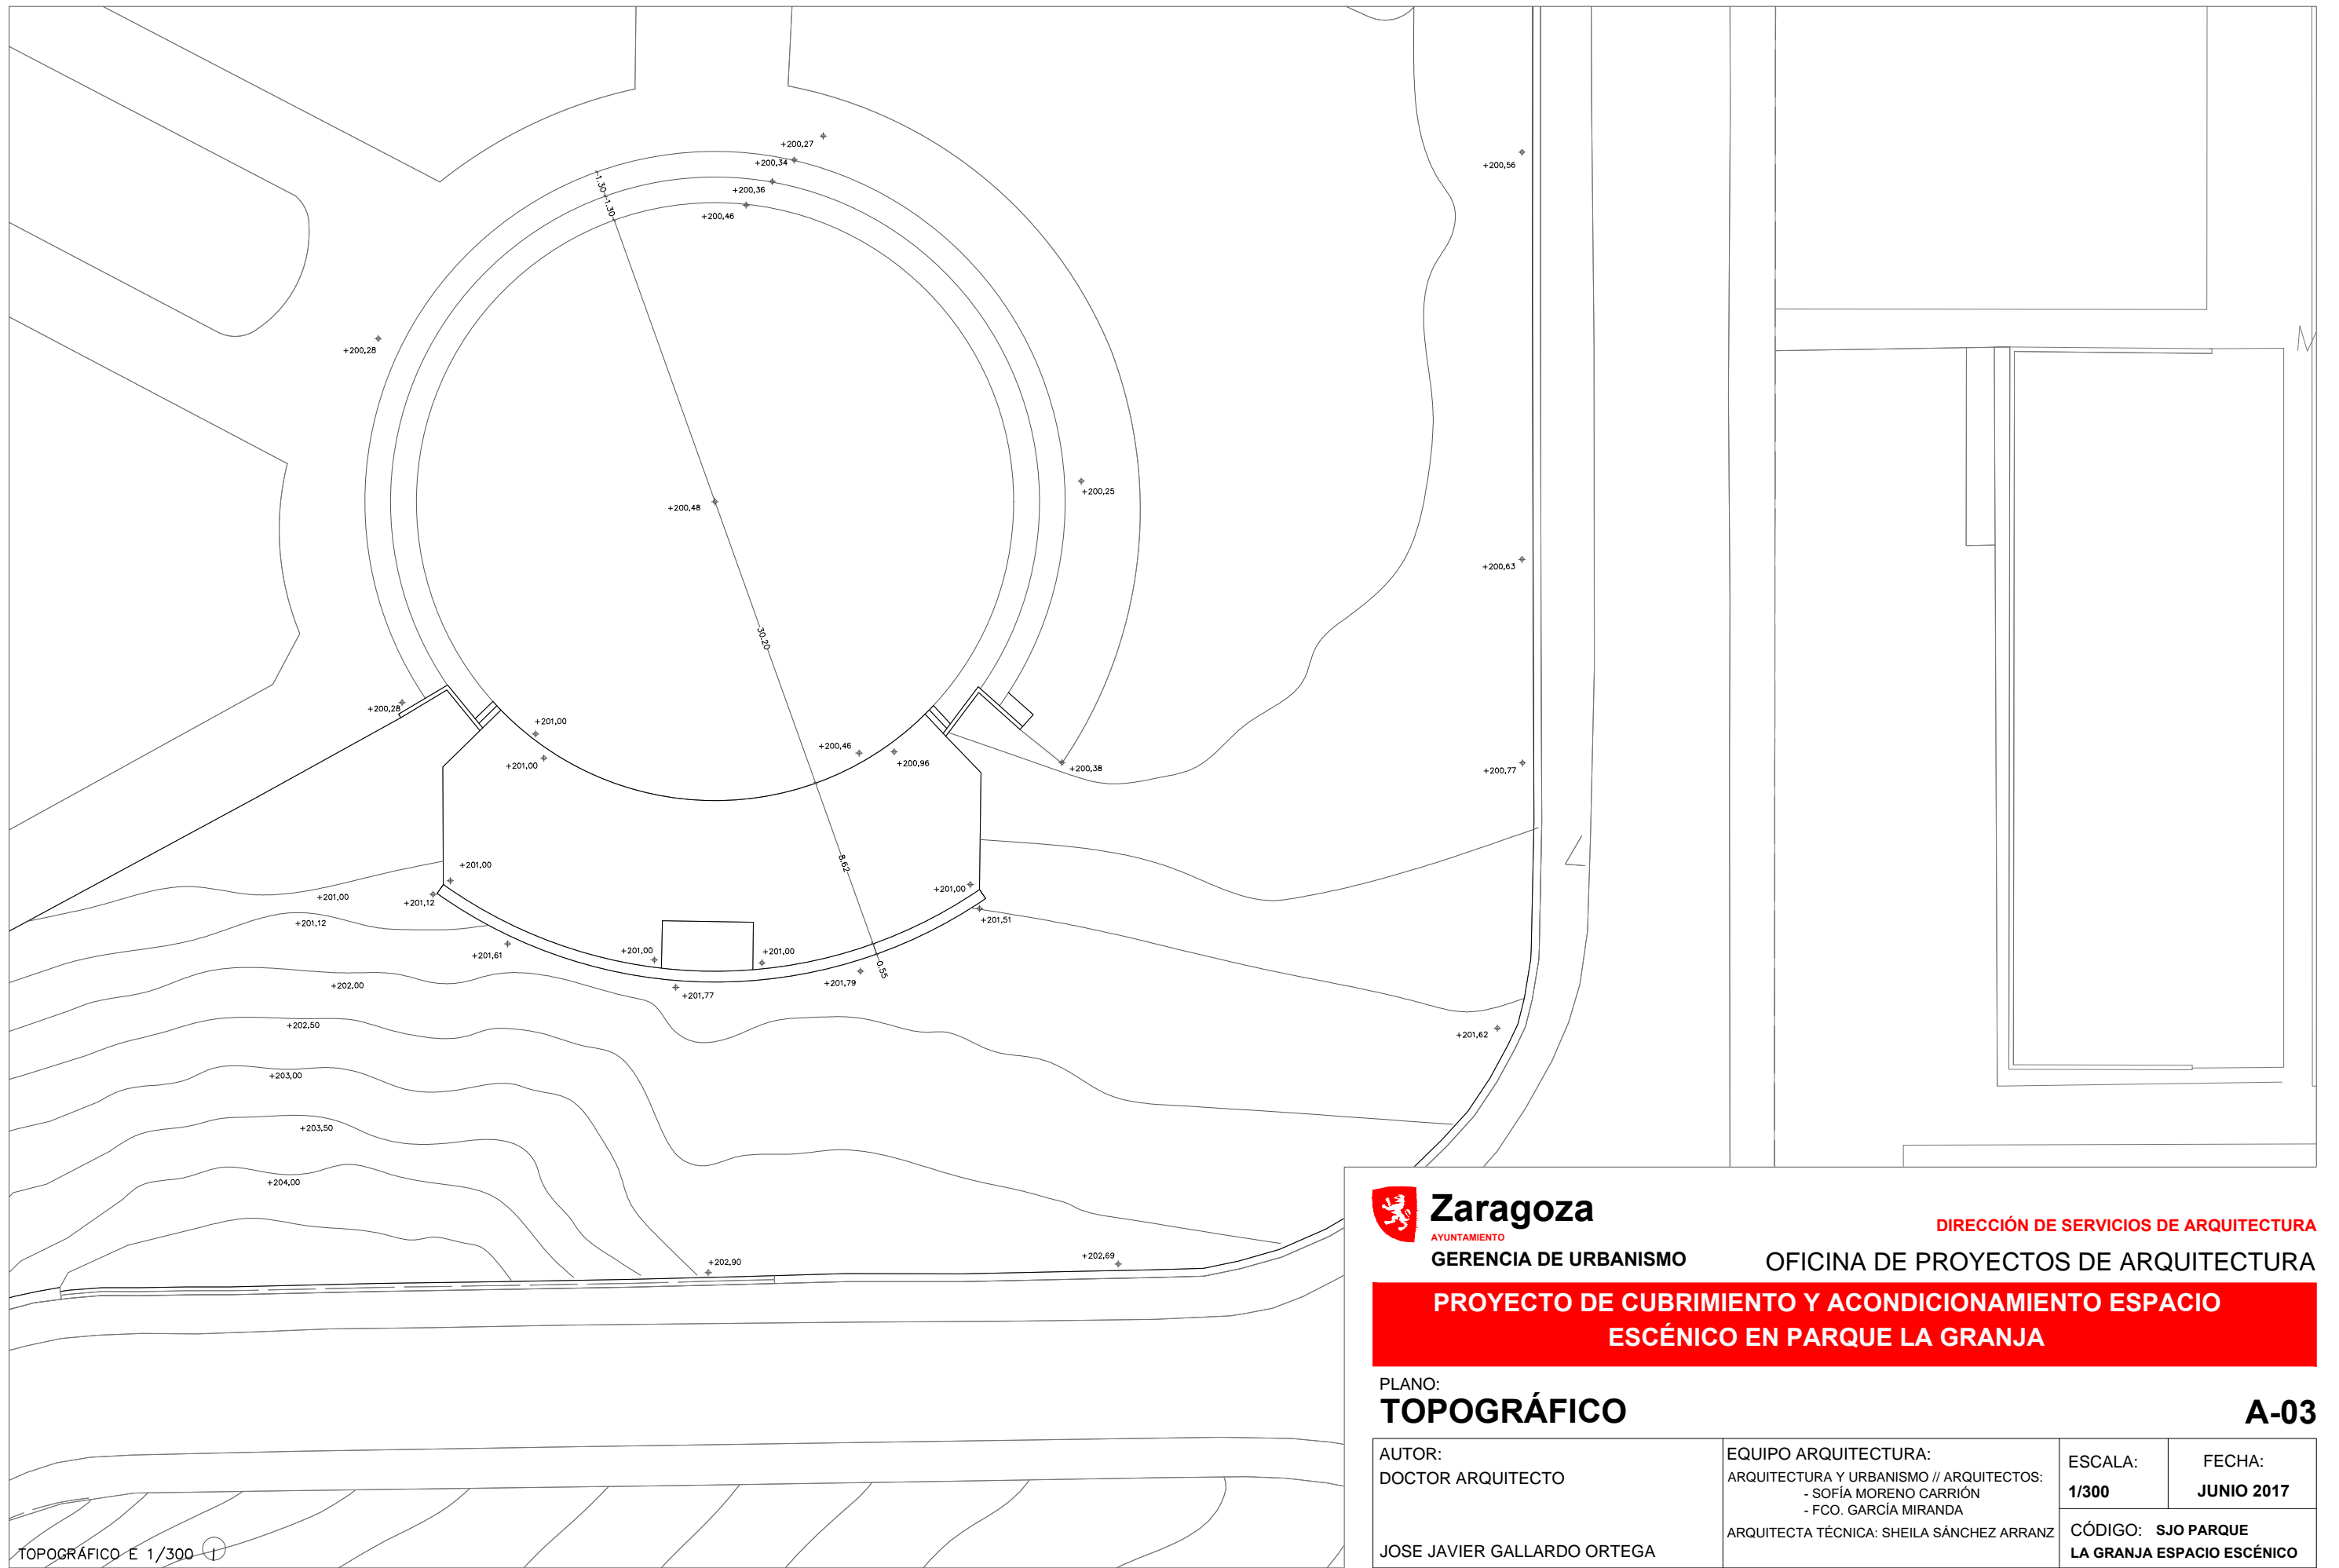 +200,27
+200,34
+200,36
+200,46
1.30
1.30
+200,56
+200,28
+200,25
+200,48
+200,63
30.20
+200,28
+201,00
+201,00
+200,46
+200,96
+200,38
+200,77
+201,00
8.62
+201,00
+201,00
+201,12
+201,12
+201,51
+201,61
+201,00
+201,00
0.55
+201,77
+201,79
+202,00
+202,50
+201,62
+203,00
+203,50
+204,00
+202,90
+202,69
Zaragoza
AYUNTAMIENTO
GERENCIA DE URBANISMO
DIRECCIÓN DE SERVICIOS DE ARQUITECTURA
OFICINA DE PROYECTOS DE ARQUITECTURA
PROYECTO DE CUBRIMIENTO Y ACONDICIONAMIENTO ESPACIO
ESCÉNICO EN PARQUE LA GRANJA
PLANO:
TOPOGRÁFICO
A-03
AUTOR:
DOCTOR ARQUITECTO
JOSE JAVIER GALLARDO ORTEGA
EQUIPO ARQUITECTURA:
ARQUITECTURA Y URBANISMO // ARQUITECTOS:
- SOFÍA MORENO CARRIÓN
- FCO. GARCÍA MIRANDA
ARQUITECTA TÉCNICA: SHEILA SÁNCHEZ ARRANZ
ESCALA:
1/300
FECHA:
JUNIO 2017
CÓDIGO: SJO PARQUE
LA GRANJA ESPACIO ESCÉNICO
TOPOGRÁFICO E 1/300